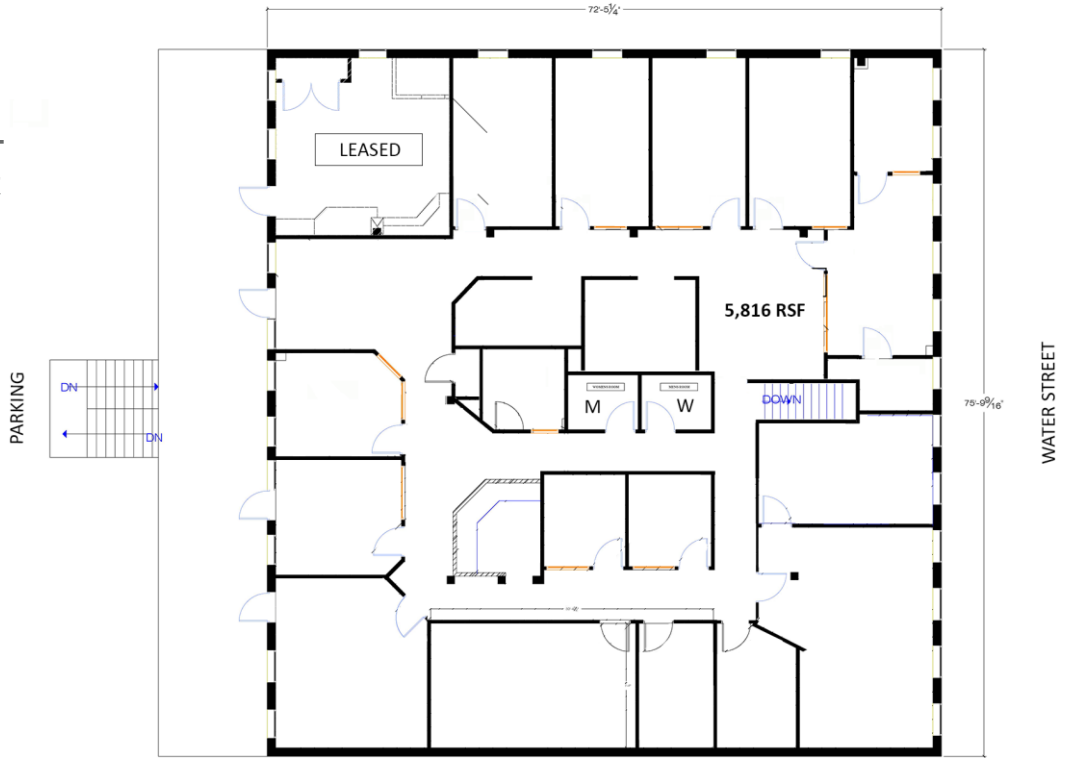 72'-5¼"
LEASED
5,816 RSF
PARKING
DN
DN
WATER STREET
DOWN
75'-9⁹⁄₁₆"
M
W